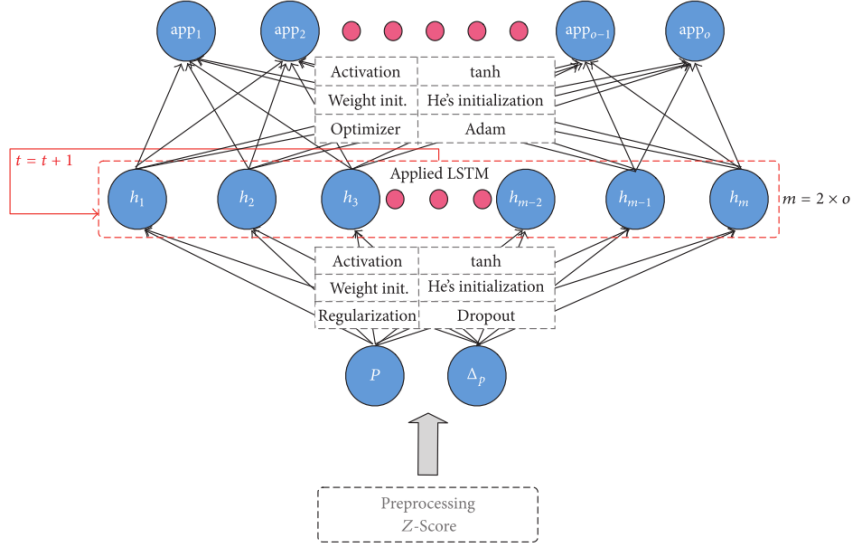 app₁ app₂ appₒ₋₁ appₒ
Activation tanh
Weight init. He's initialization
Optimizer Adam
t = t + 1
Applied LSTM
h₁ h₂ h₃ hₘ₋₂ hₘ₋₁ hₘ m = 2 × o
Activation tanh
Weight init. He's initialization
Regularization Dropout
P Δₚ
Preprocessing
Z-Score